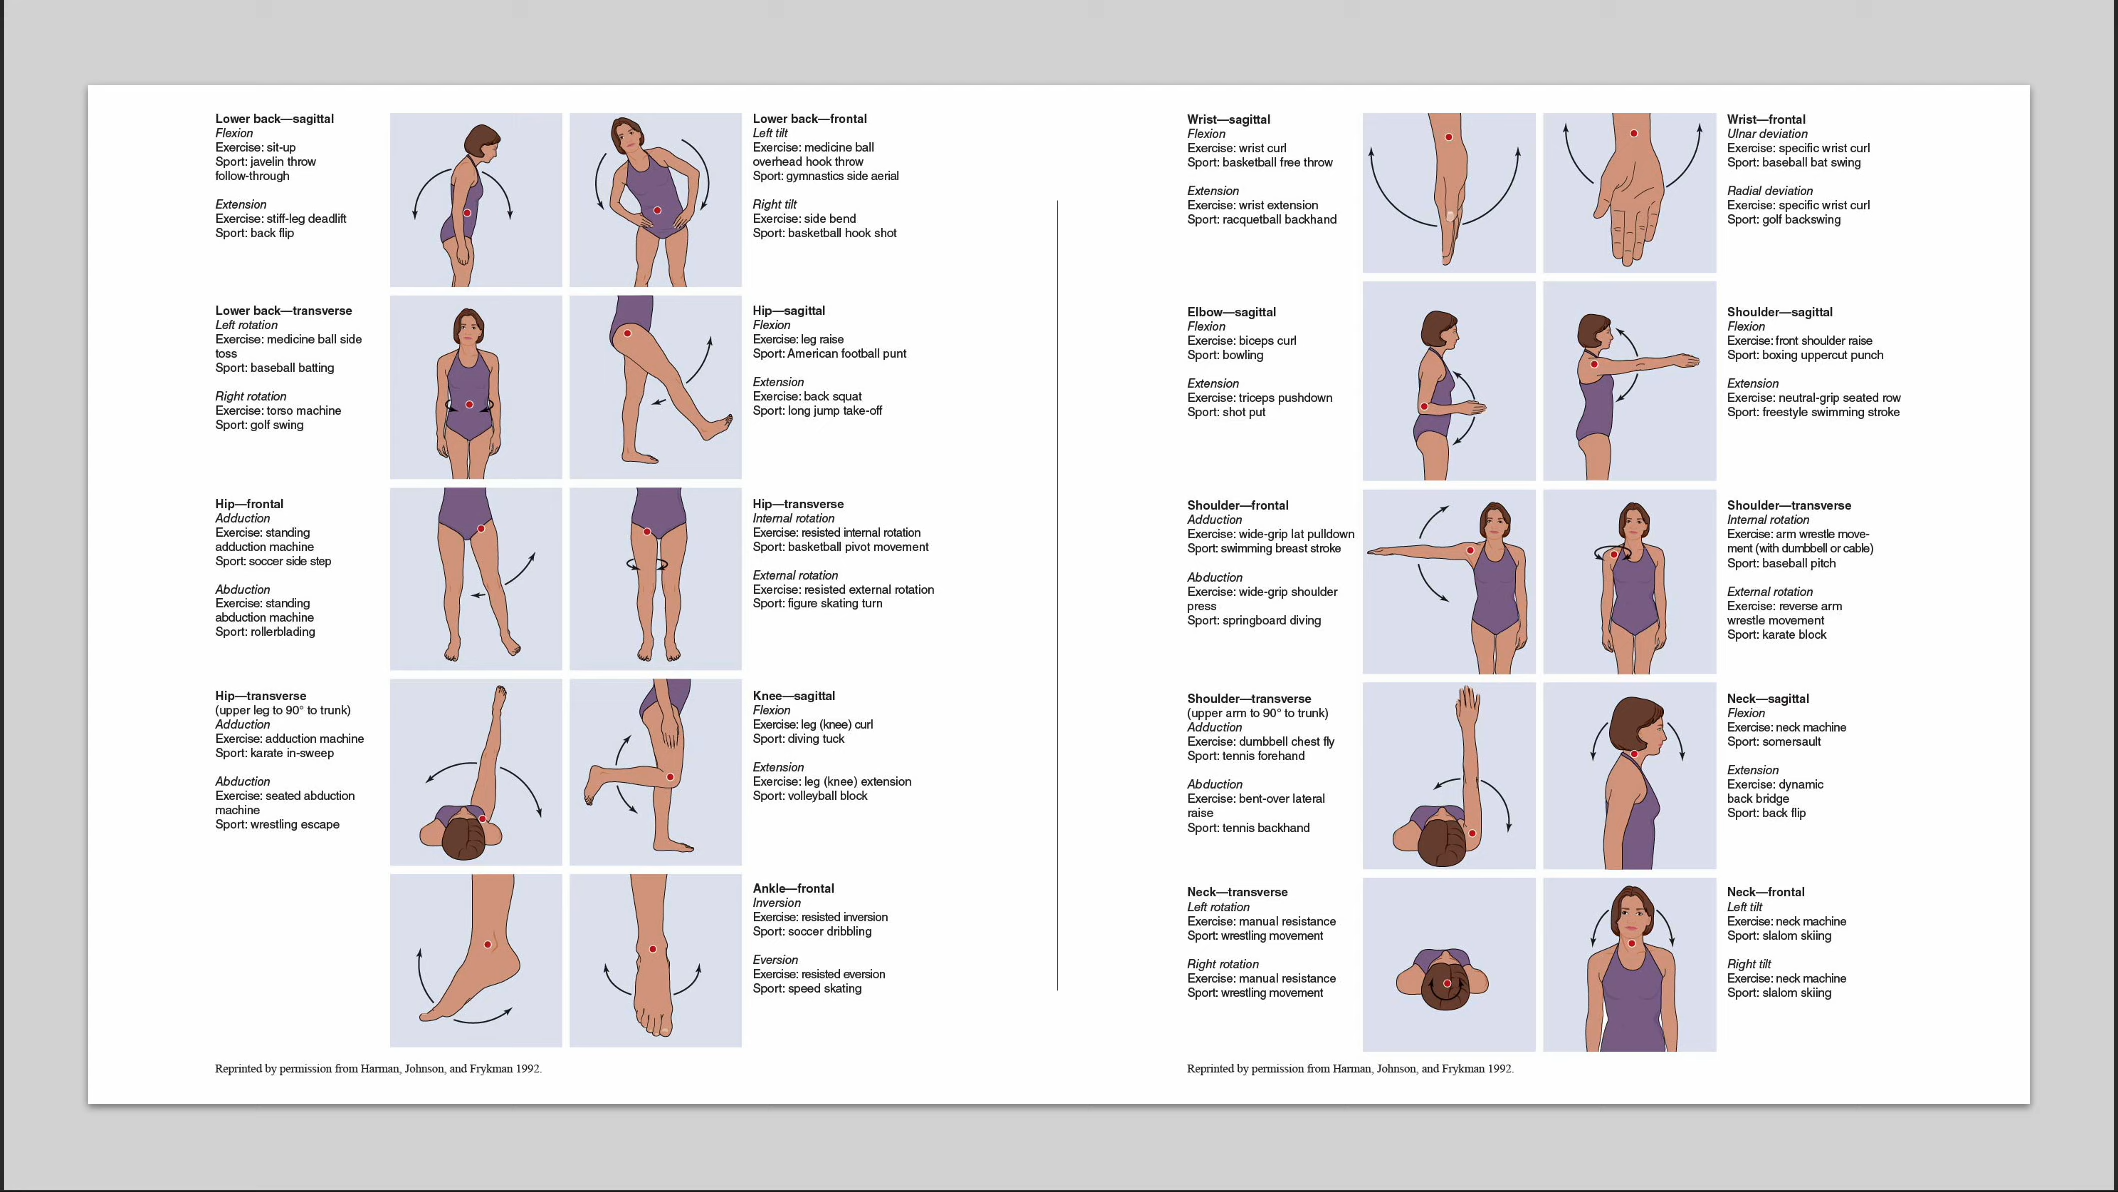 Lower back—sagittal
Flexion
Exercise: sit-up
Sport: javelin throw
follow-through
Extension
Exercise: stiff-leg deadlift
Sport: back flip
Lower back—frontal
Left tilt
Exercise: medicine ball
overhead hook throw
Sport: gymnastics side aerial
Right tilt
Exercise: side bend
Sport: basketball hook shot
Lower back—transverse
Left rotation
Exercise: medicine ball side
toss
Sport: baseball batting
Right rotation
Exercise: torso machine
Sport: golf swing
Hip—sagittal
Flexion
Exercise: leg raise
Sport: American football punt
Extension
Exercise: back squat
Sport: long jump take-off
Hip—frontal
Adduction
Exercise: standing
adduction machine
Sport: soccer side step
Abduction
Exercise: standing
abduction machine
Sport: rollerblading
Hip—transverse
Internal rotation
Exercise: resisted internal rotation
Sport: basketball pivot movement
External rotation
Exercise: resisted external rotation
Sport: figure skating turn
Hip—transverse
(upper leg to 90° to trunk)
Adduction
Exercise: adduction machine
Sport: karate in-sweep
Abduction
Exercise: seated abduction
machine
Sport: wrestling escape
Knee—sagittal
Flexion
Exercise: leg (knee) curl
Sport: diving tuck
Extension
Exercise: leg (knee) extension
Sport: volleyball block
Ankle—frontal
Inversion
Exercise: resisted inversion
Sport: soccer dribbling
Eversion
Exercise: resisted eversion
Sport: speed skating
Reprinted by permission from Harman, Johnson, and Frykman 1992.
Wrist—sagittal
Flexion
Exercise: wrist curl
Sport: basketball free throw
Extension
Exercise: wrist extension
Sport: racquetball backhand
Wrist—frontal
Ulnar deviation
Exercise: specific wrist curl
Sport: baseball bat swing
Radial deviation
Exercise: specific wrist curl
Sport: golf backswing
Elbow—sagittal
Flexion
Exercise: biceps curl
Sport: bowling
Extension
Exercise: triceps pushdown
Sport: shot put
Shoulder—sagittal
Flexion
Exercise: front shoulder raise
Sport: boxing uppercut punch
Extension
Exercise: neutral-grip seated row
Sport: freestyle swimming stroke
Shoulder—frontal
Adduction
Exercise: wide-grip lat pulldown
Sport: swimming breast stroke
Abduction
Exercise: wide-grip shoulder
press
Sport: springboard diving
Shoulder—transverse
Internal rotation
Exercise: arm wrestle move-
ment (with dumbbell or cable)
Sport: baseball pitch
External rotation
Exercise: reverse arm
wrestle movement
Sport: karate block
Shoulder—transverse
(upper arm to 90° to trunk)
Adduction
Exercise: dumbbell chest fly
Sport: tennis forehand
Abduction
Exercise: bent-over lateral
raise
Sport: tennis backhand
Neck—sagittal
Flexion
Exercise: neck machine
Sport: somersault
Extension
Exercise: dynamic
back bridge
Sport: back flip
Neck—transverse
Left rotation
Exercise: manual resistance
Sport: wrestling movement
Right rotation
Exercise: manual resistance
Sport: wrestling movement
Neck—frontal
Left tilt
Exercise: neck machine
Sport: slalom skiing
Right tilt
Exercise: neck machine
Sport: slalom skiing
Reprinted by permission from Harman, Johnson, and Frykman 1992.